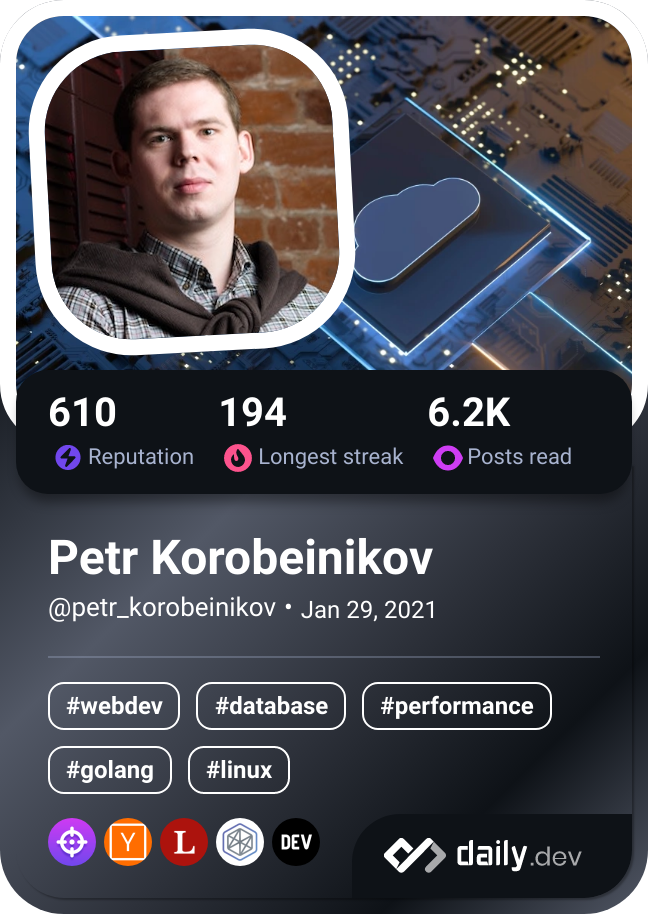 610 194 6.2K
Reputation Longest streak Posts read
Petr Korobeinikov
@petr_korobeinikov • Jan 29, 2021
#webdev #database #performance
#golang #linux
Y L DEV
daily.dev